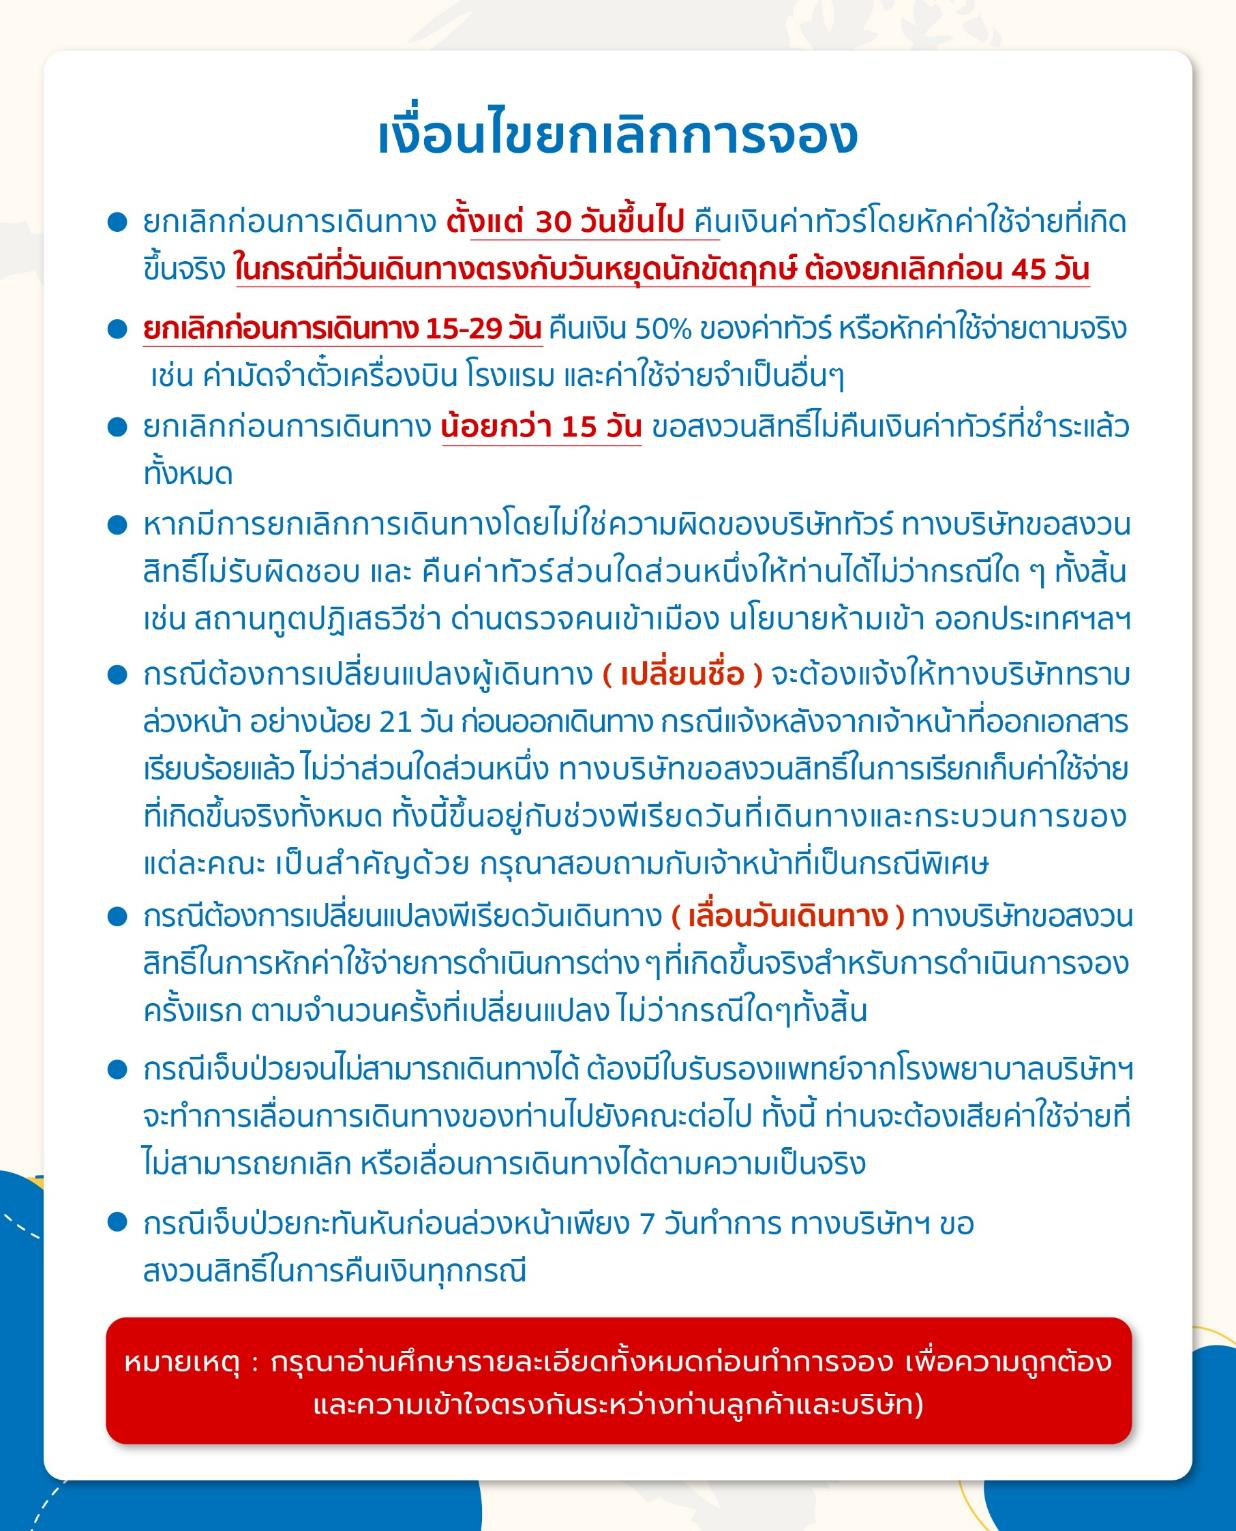 เงื่อนไขยกเลิกการจอง
● ยกเลิกก่อนการเดินทาง ตั้งแต่ 30 วันขึ้นไป คืนเงินค่าทัวร์โดยหักค่าใช้จ่ายที่เกิด
ขึ้นจริง ในกรณีที่วันเดินทางตรงกับวันหยุดนักขัตฤกษ์ ต้องยกเลิกก่อน 45 วัน
● ยกเลิกก่อนการเดินทาง 15-29 วัน คืนเงิน 50% ของค่าทัวร์ หรือหักค่าใช้จ่ายตามจริง
เช่น ค่ามัดจำตั๋วเครื่องบิน โรงแรม และค่าใช้จ่ายจำเป็นอื่นๆ
● ยกเลิกก่อนการเดินทาง น้อยกว่า 15 วัน ขอสงวนสิทธิ์ไม่คืนเงินค่าทัวร์ที่ชำระแล้ว
ทั้งหมด
● หากมีการยกเลิกการเดินทางโดยไม่ใช่ความผิดของบริษัททัวร์ ทางบริษัทขอสงวน
สิทธิ์ไม่รับผิดชอบ และ คืนค่าทัวร์ส่วนใดส่วนหนึ่งให้ท่านได้ไม่ว่ากรณีใด ๆ ทั้งสิ้น
เช่น สถานทูตปฏิเสธวีซ่า ด่านตรวจคนเข้าเมือง นโยบายห้ามเข้า ออกประเทศฯลฯ
● กรณีต้องการเปลี่ยนแปลงผู้เดินทาง ( เปลี่ยนชื่อ ) จะต้องแจ้งให้ทางบริษัททราบ
ล่วงหน้า อย่างน้อย 21 วัน ก่อนออกเดินทาง กรณีแจ้งหลังจากเจ้าหน้าที่ออกเอกสาร
เรียบร้อยแล้ว ไม่ว่าส่วนใดส่วนหนึ่ง ทางบริษัทขอสงวนสิทธิ์ในการเรียกเก็บค่าใช้จ่าย
ที่เกิดขึ้นจริงทั้งหมด ทั้งนี้ขึ้นอยู่กับช่วงพีเรียดวันที่เดินทางและกระบวนการของ
แต่ละคณะ เป็นสำคัญด้วย กรุณาสอบถามกับเจ้าหน้าที่เป็นกรณีพิเศษ
● กรณีต้องการเปลี่ยนแปลงพีเรียดวันเดินทาง ( เลื่อนวันเดินทาง ) ทางบริษัทขอสงวน
สิทธิ์ในการหักค่าใช้จ่ายการดำเนินการต่าง ๆที่เกิดขึ้นจริงสำหรับการดำเนินการจอง
ครั้งแรก ตามจำนวนครั้งที่เปลี่ยนแปลง ไม่ว่ากรณีใดๆทั้งสิ้น
● กรณีเจ็บป่วยจนไม่สามารถเดินทางได้ ต้องมีใบรับรองแพทย์จากโรงพยาบาลบริษัทฯ
จะทำการเลื่อนการเดินทางของท่านไปยังคณะต่อไป ทั้งนี้ ท่านจะต้องเสียค่าใช้จ่ายที่
ไม่สามารถยกเลิก หรือเลื่อนการเดินทางได้ตามความเป็นจริง
● กรณีเจ็บป่วยกะทันหันก่อนล่วงหน้าเพียง 7 วันทำการ ทางบริษัทฯ ขอ
สงวนสิทธิ์ในการคืนเงินทุกกรณี
หมายเหตุ : กรุณาอ่านศึกษารายละเอียดทั้งหมดก่อนทำการจอง เพื่อความถูกต้อง
และความเข้าใจตรงกันระหว่างท่านลูกค้าและบริษัท)